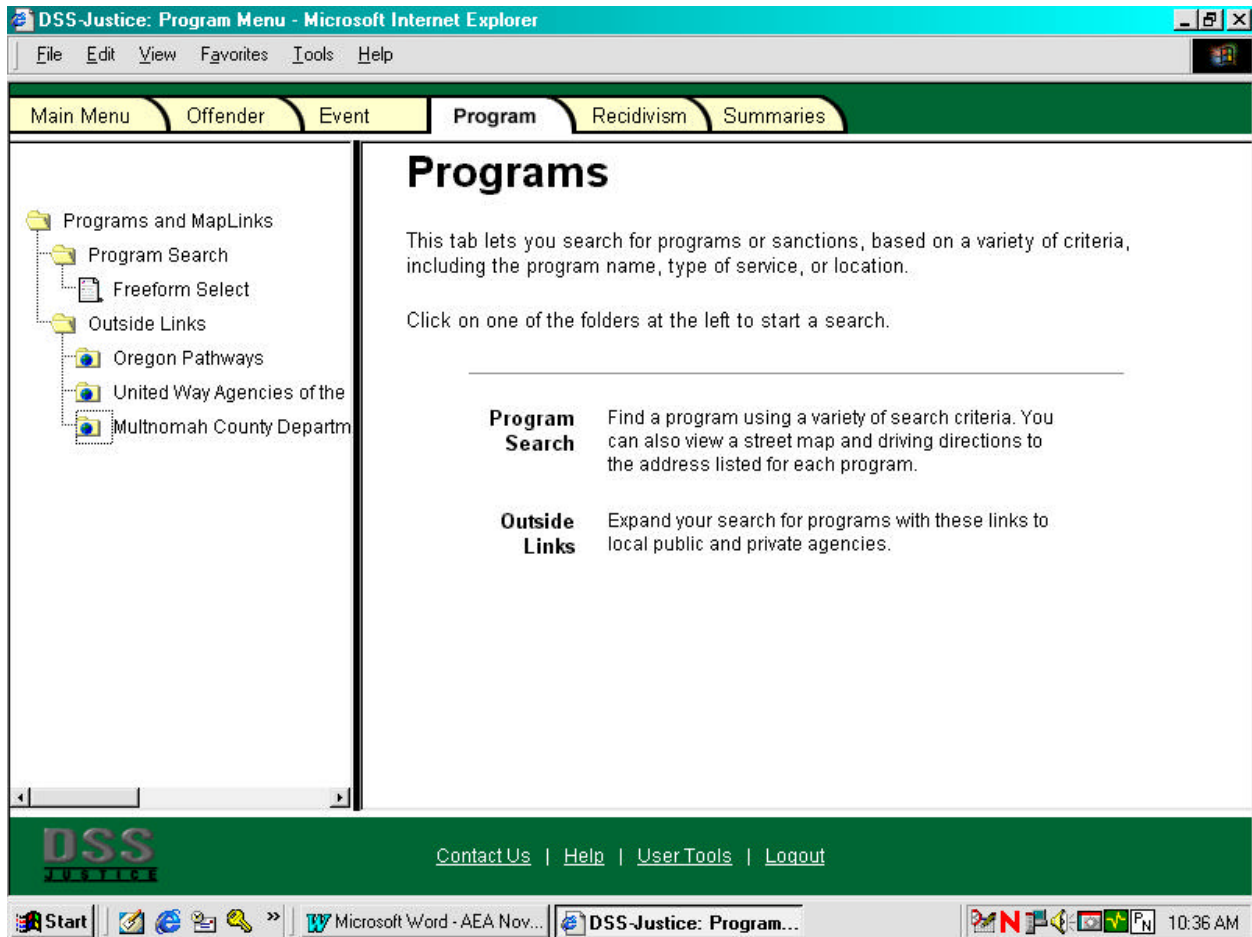 DSS-Justice: Program Menu - Microsoft Internet Explorer
File Edit View Favorites Tools Help
Main Menu Offender Event Program Recidivism Summaries
Programs and MapLinks
Program Search
Freeform Select
Outside Links
Oregon Pathways
United Way Agencies of the
Multnomah County Departm
Programs
This tab lets you search for programs or sanctions, based on a variety of criteria,
including the program name, type of service, or location.
Click on one of the folders at the left to start a search.
Program
Search
Find a program using a variety of search criteria. You
can also view a street map and driving directions to
the address listed for each program.
Outside
Links
Expand your search for programs with these links to
local public and private agencies.
DSS
JUSTICE
Contact Us | Help | User Tools | Logout
Start » Microsoft Word - AEA Nov... DSS-Justice: Program... N PN 10:36 AM